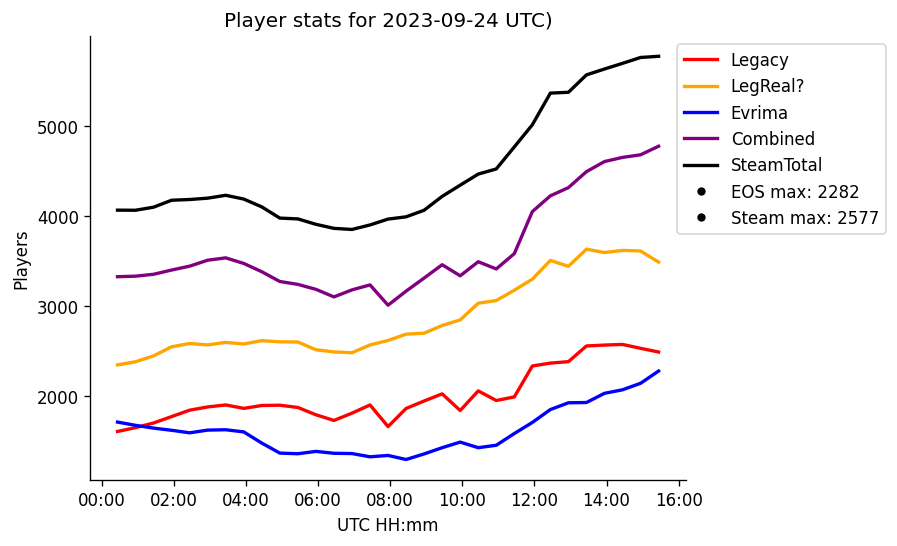 Player stats for 2023-09-24 UTC)
Legacy
LegReal?
Evrima
Combined
SteamTotal
EOS max: 2282
Steam max: 2577
Players
5000
4000
3000
2000
00:00 02:00 04:00 06:00 08:00 10:00 12:00 14:00 16:00
UTC HH:mm